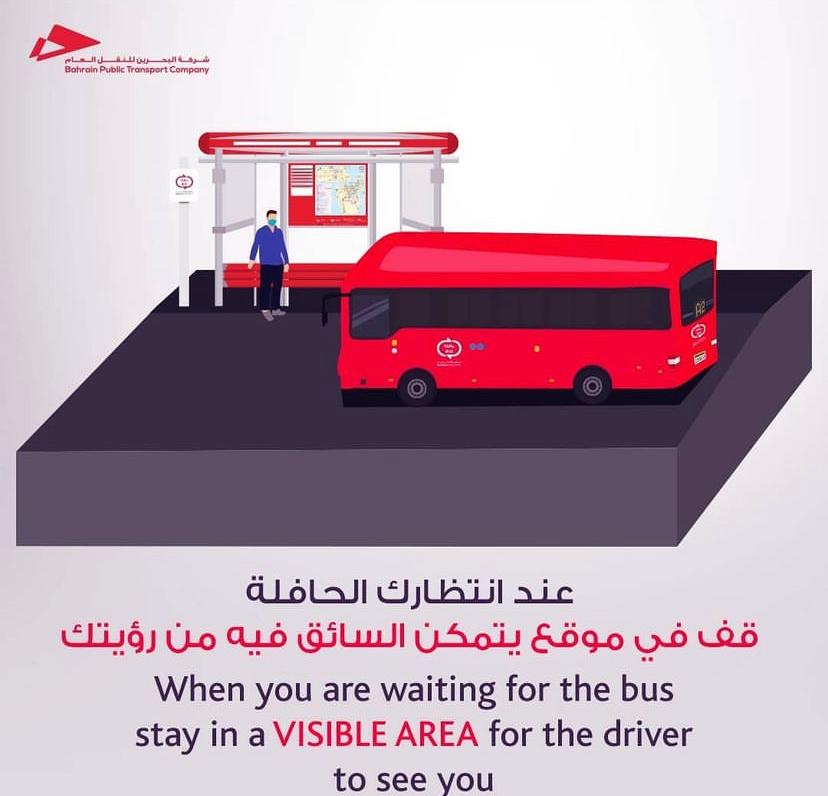 شركة البحرين للنقل العام
Bahrain Public Transport Company
عند انتظارك الحافلة
قف في موقع يتمكن السائق فيه من رؤيتك
When you are waiting for the bus
stay in a VISIBLE AREA for the driver
to see you